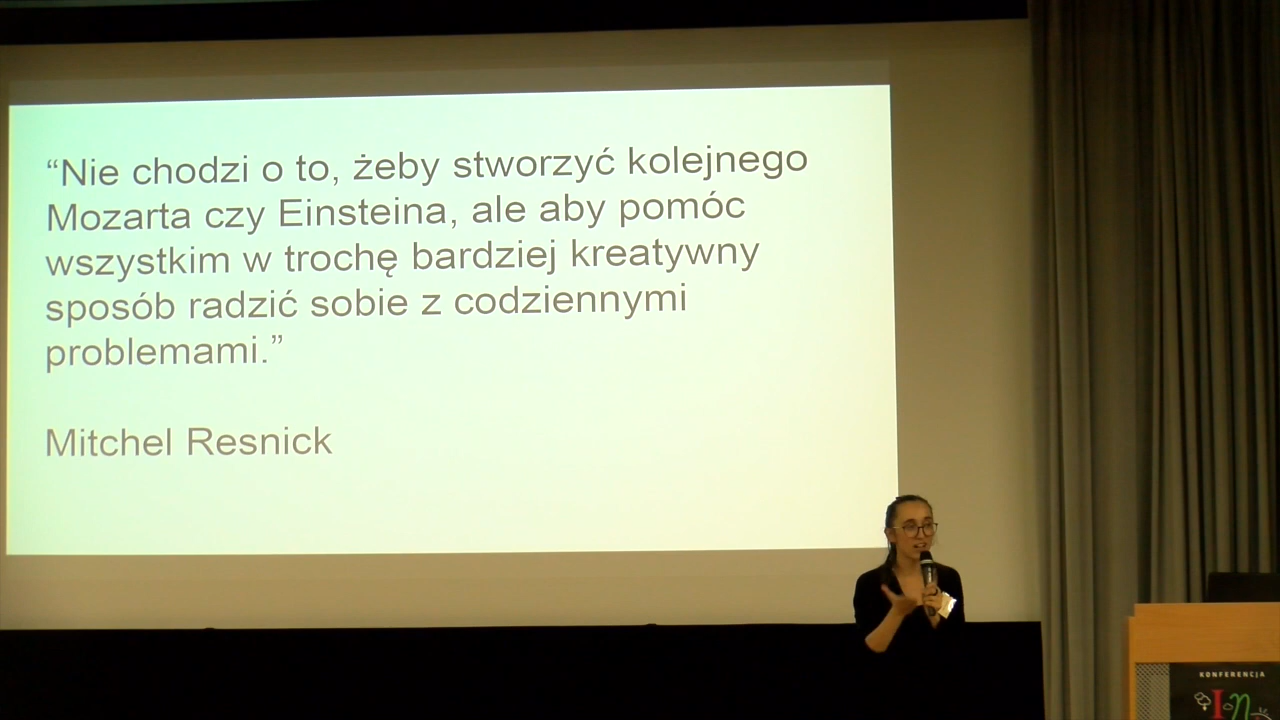 “Nie chodzi o to, żeby stworzyć kolejnego
Mozarta czy Einsteina, ale aby pomóc
wszystkim w trochę bardziej kreatywny
sposób radzić sobie z codziennymi
problemami.”
Mitchel Resnick
KONFERENCJA